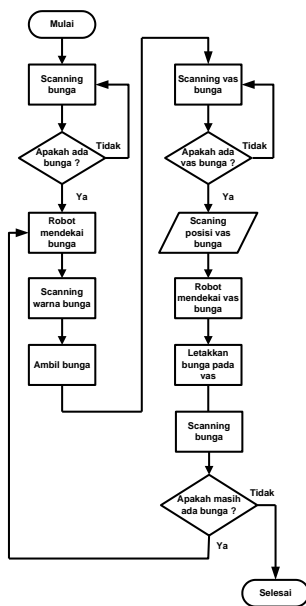 Mulai
Scanning
bunga
Apakah ada
bunga ?
Tidak
Ya
Robot
mendekai
bunga
Scanning
warna bunga
Ambil bunga
Scanning vas
bunga
Apakah ada
vas bunga ?
Tidak
Ya
Scaning
posisi vas
bunga
Robot
mendekai vas
bunga
Letakkan
bunga pada
vas
Scanning
bunga
Apakah masih
ada bunga ?
Tidak
Ya
Selesai